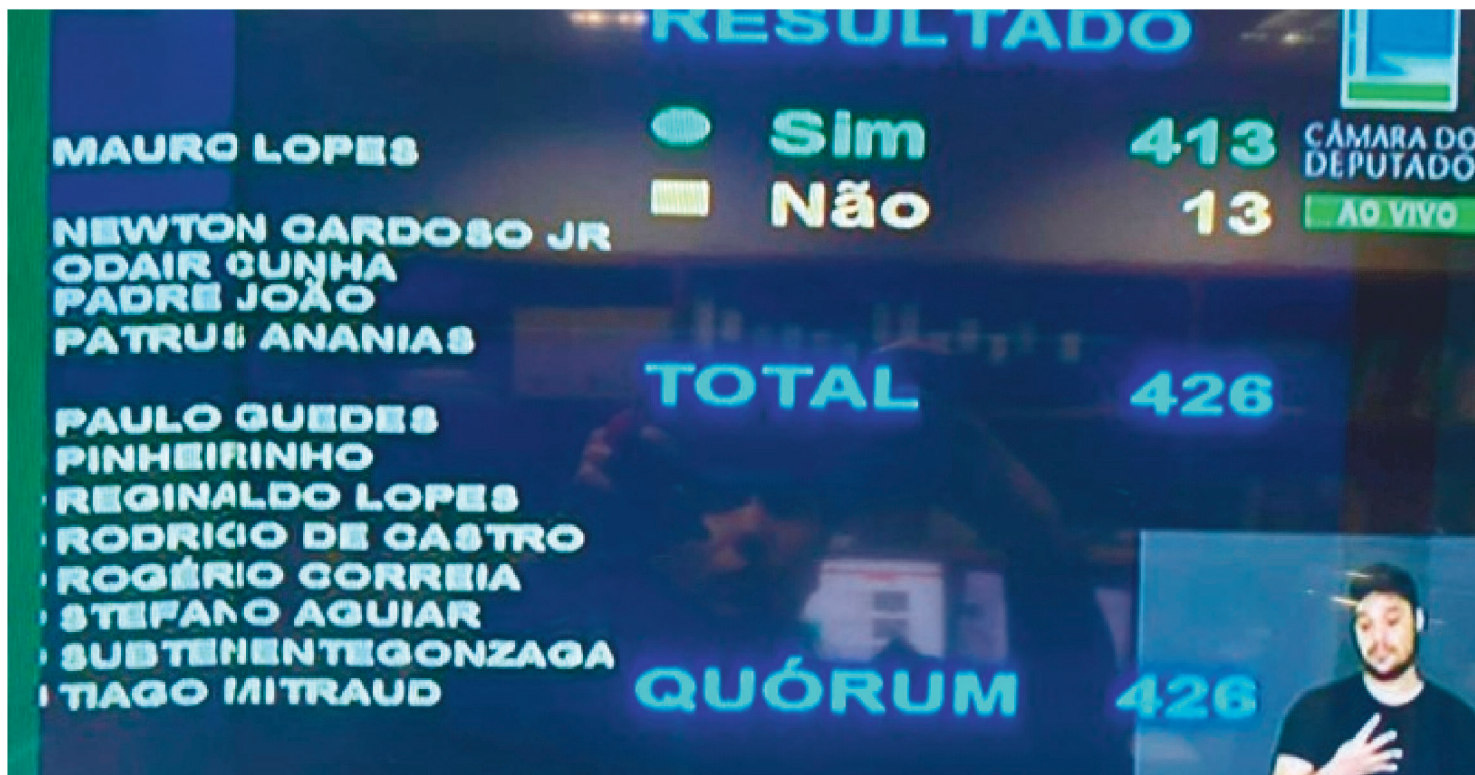 RESULTADO
MAURO LOPES
NEWTON CARDOSO JR
ODAIR CUNHA
PADRE JOÃO
PATRUS ANANIAS
PAULO GUEDES
PINHEIRINHO
REGINALDO LOPES
RODRIGO DE CASTRO
ROGÉRIO CORREIA
STEFANO AGUIAR
SUBTENENTEGONZAGA
TIAGO MITRAUD
Sim 413
Não 13
TOTAL 426
QUÓRUM 426
CÂMARA DO
DEPUTADO
AO VIVO